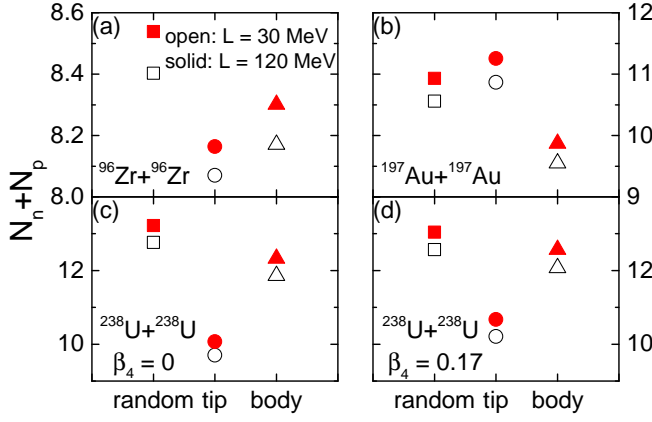 (a)
open: L = 30 MeV
solid: L = 120 MeV
⁹⁶Zr+⁹⁶Zr
(b)
¹⁹⁷Au+¹⁹⁷Au
(c)
²³⁸U+²³⁸U
β₄ = 0
(d)
²³⁸U+²³⁸U
β₄ = 0.17
Nₙ+Nₚ
8.6
8.4
8.2
8.0
12
10
12
11
10
9
12
10
random tip body
random tip body